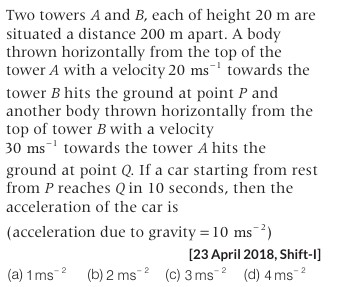 Two towers A and B, each of height 20 m are
situated a distance 200 m apart. A body
thrown horizontally from the top of the
tower A with a velocity 20 ms⁻¹ towards the
tower B hits the ground at point P and
another body thrown horizontally from the
top of tower B with a velocity
30 ms⁻¹ towards the tower A hits the
ground at point Q. If a car starting from rest
from P reaches Q in 10 seconds, then the
acceleration of the car is
(acceleration due to gravity = 10 ms⁻²)
[23 April 2018, Shift-I]
(a) 1 ms⁻² (b) 2 ms⁻² (c) 3 ms⁻² (d) 4 ms⁻²